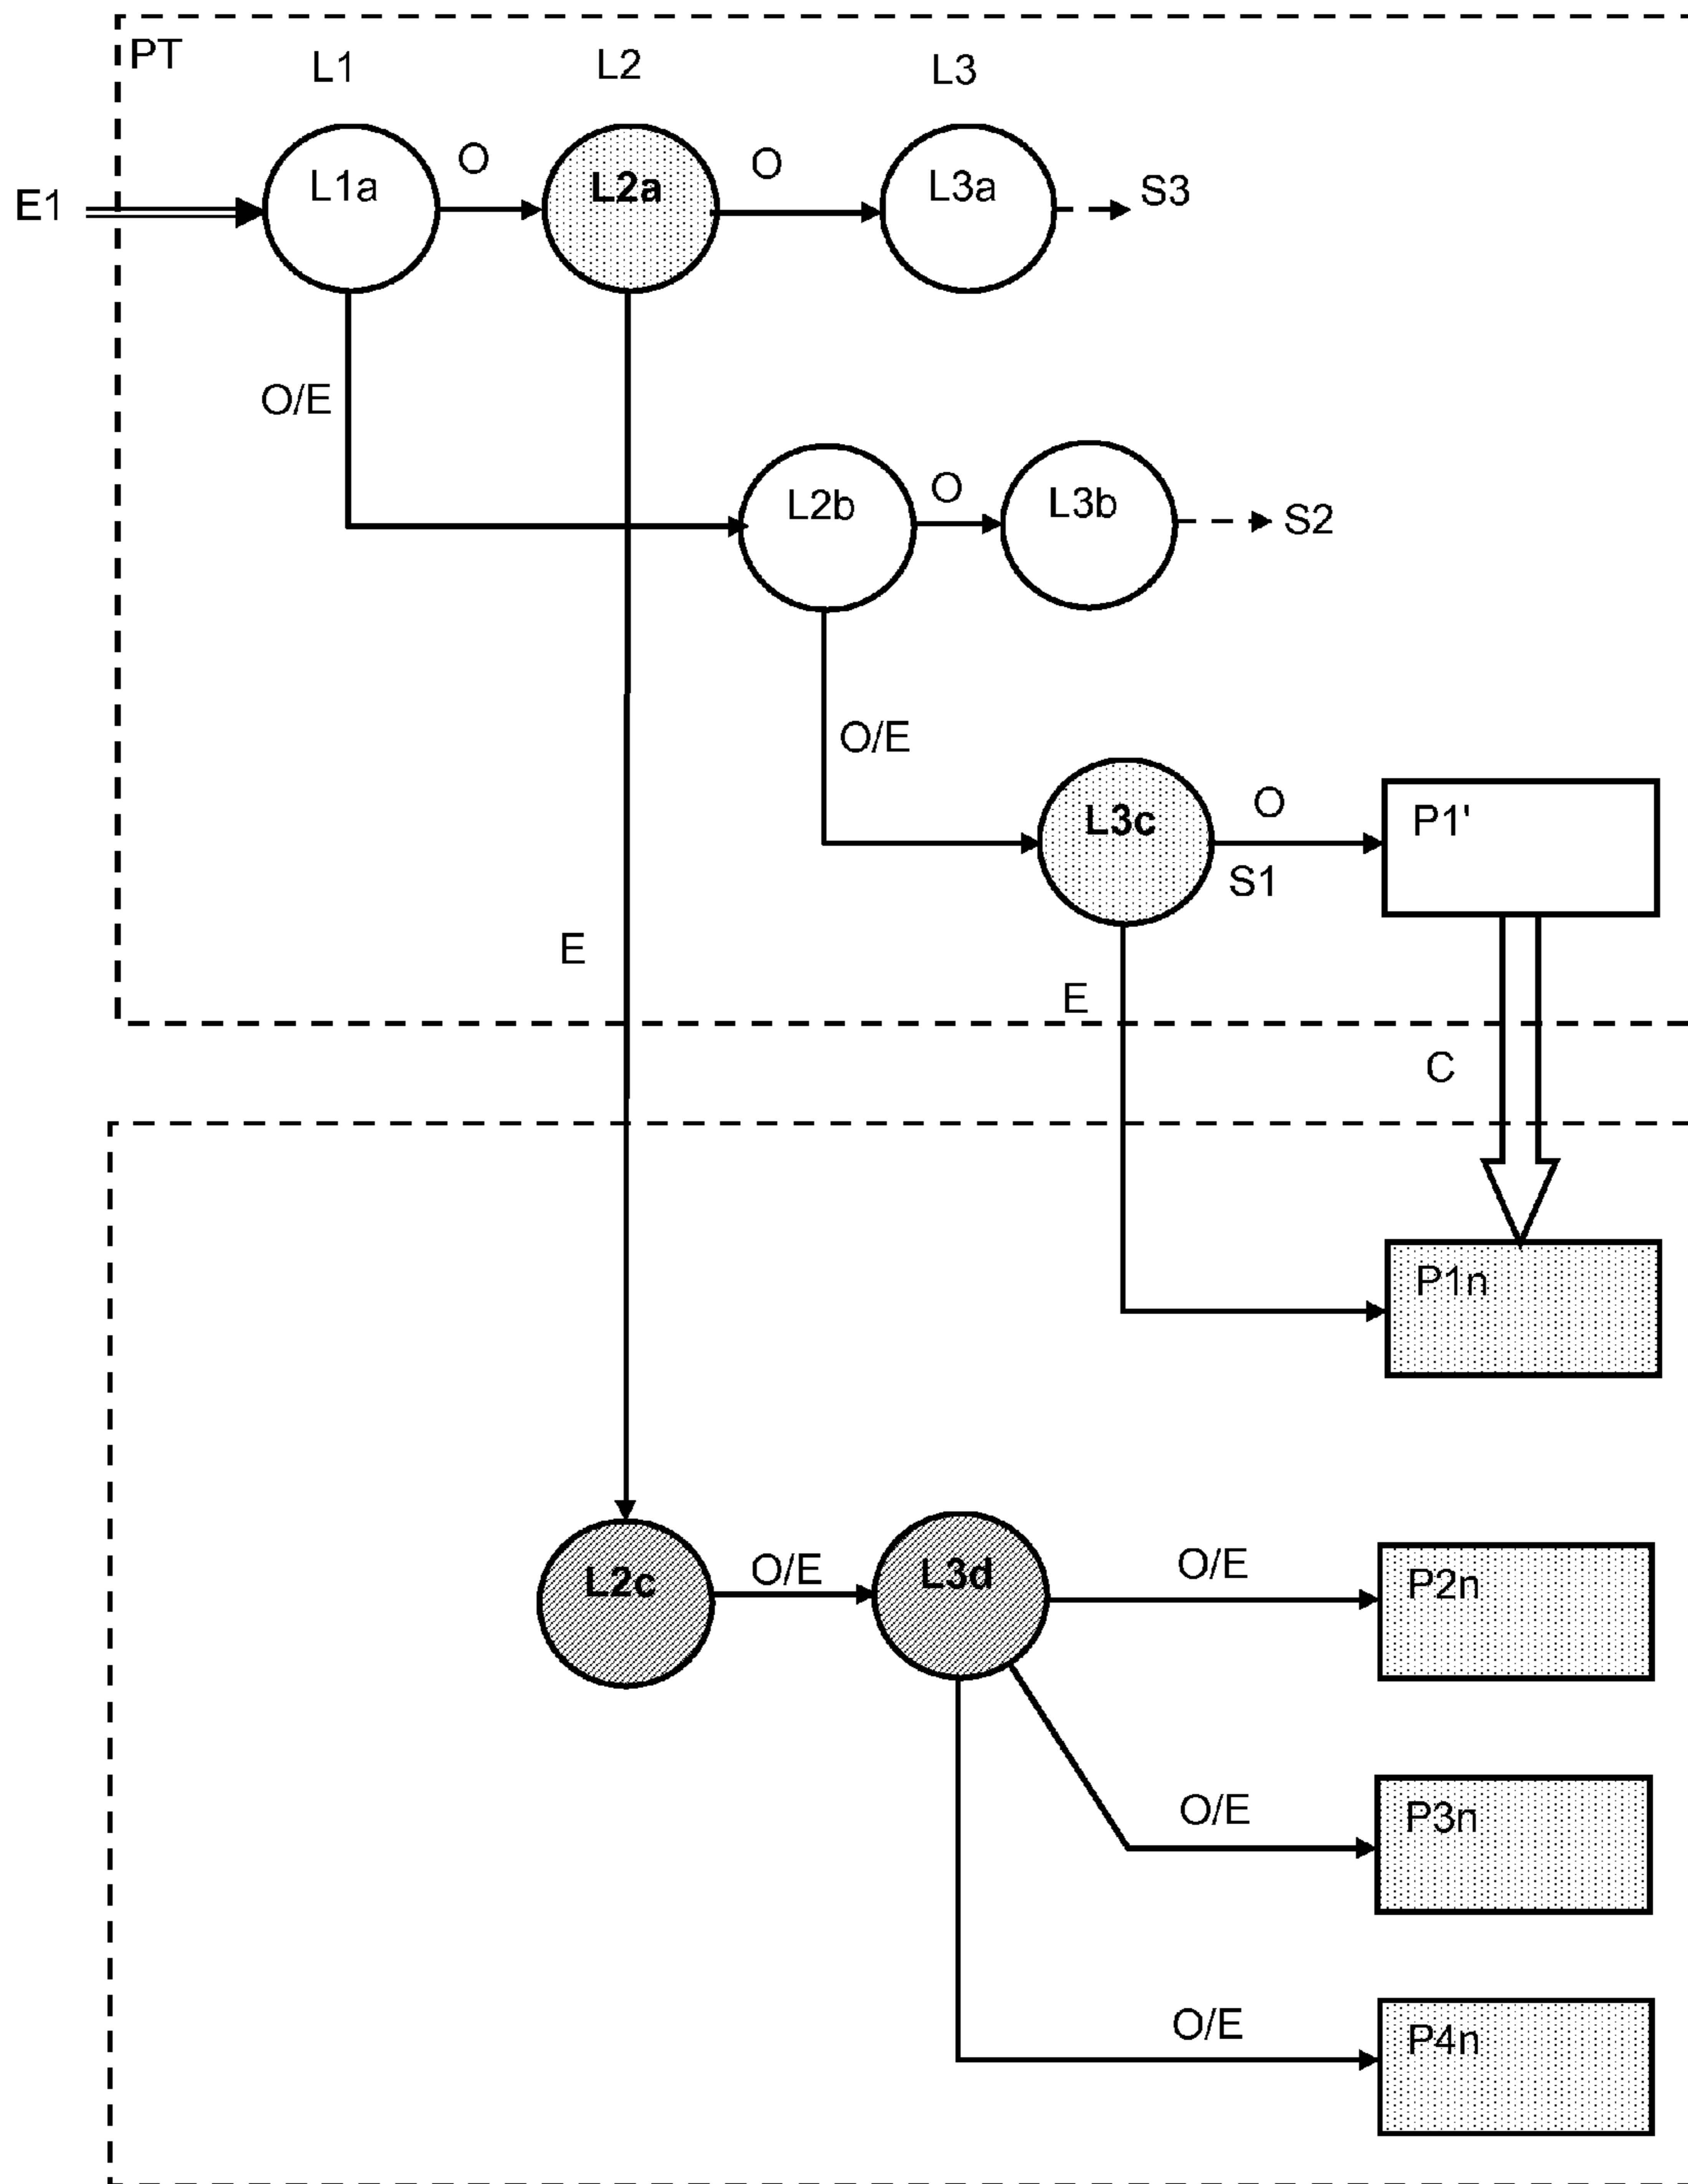 PT
L1
L2
L3
E1
L1a
O
L2a
O
L3a
S3
O/E
L2b
O
L3b
S2
O/E
L3c
O
S1
P1'
E
E
C
P1n
L2c
O/E
L3d
O/E
P2n
O/E
P3n
O/E
P4n